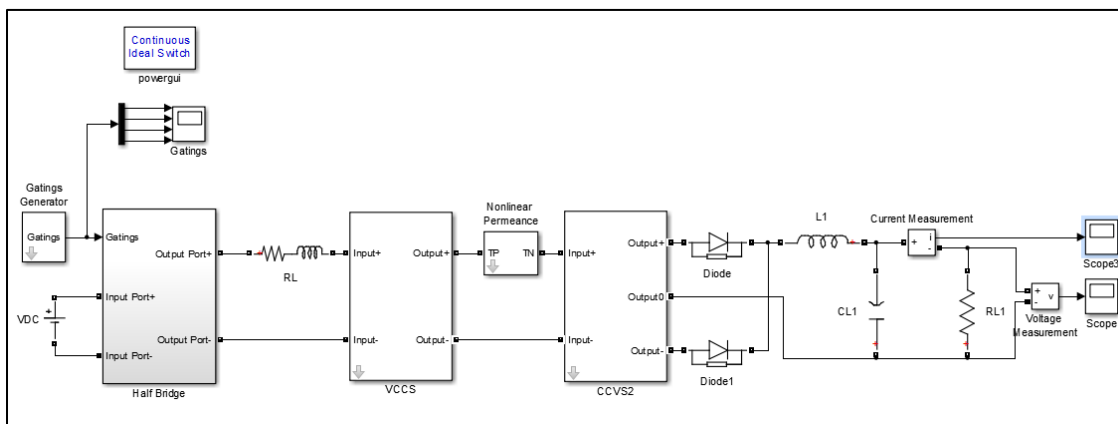 Continuous
Ideal Switch
powergui
Gatings
Gatings
Generator
Gatings
Gatings
Output Port+
Input Port+
Input Port-
Output Port-
Half Bridge
VDC
+
RL
Input+
Output+
Input-
Output-
VCCS
Nonlinear
Permeance
TP
TN
Input+
Output+
Output0
Input-
Output-
CCVS2
Diode
Diode1
L1
CL1
Current Measurement
+
i
-
RL1
+
-
v
Voltage
Measurement
Scope3
Scope